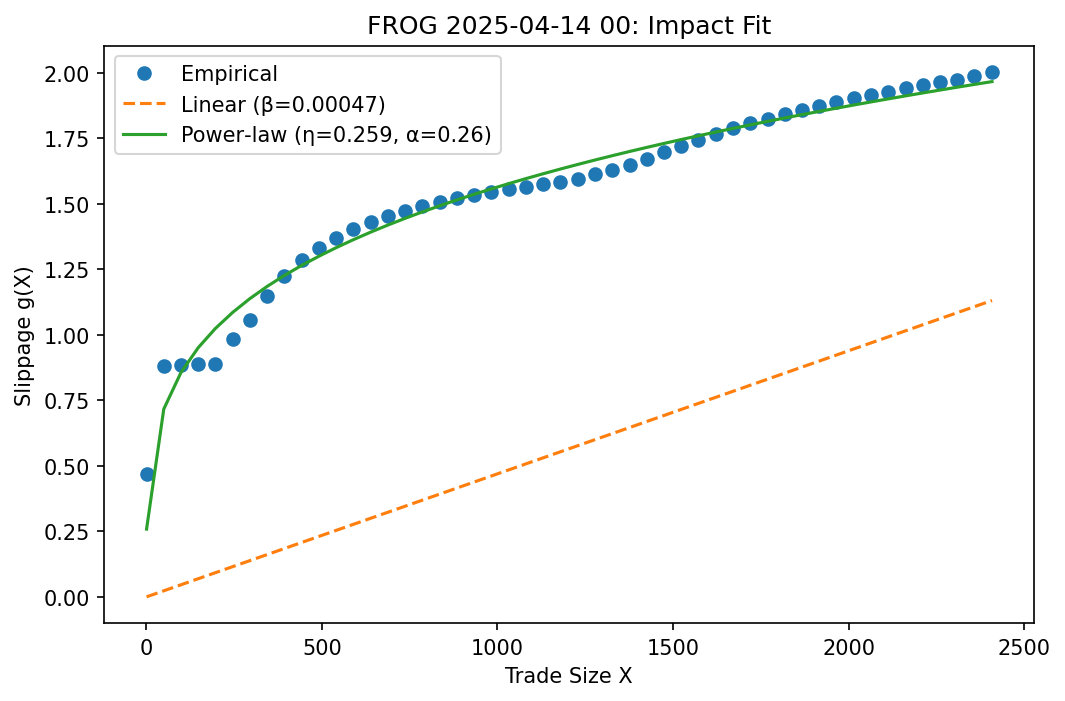 FROG 2025-04-14 00: Impact Fit
Empirical
Linear (β=0.00047)
Power-law (η=0.259, α=0.26)
Slippage g(X)
2.00
1.75
1.50
1.25
1.00
0.75
0.50
0.25
0.00
0 500 1000 1500 2000 2500
Trade Size X